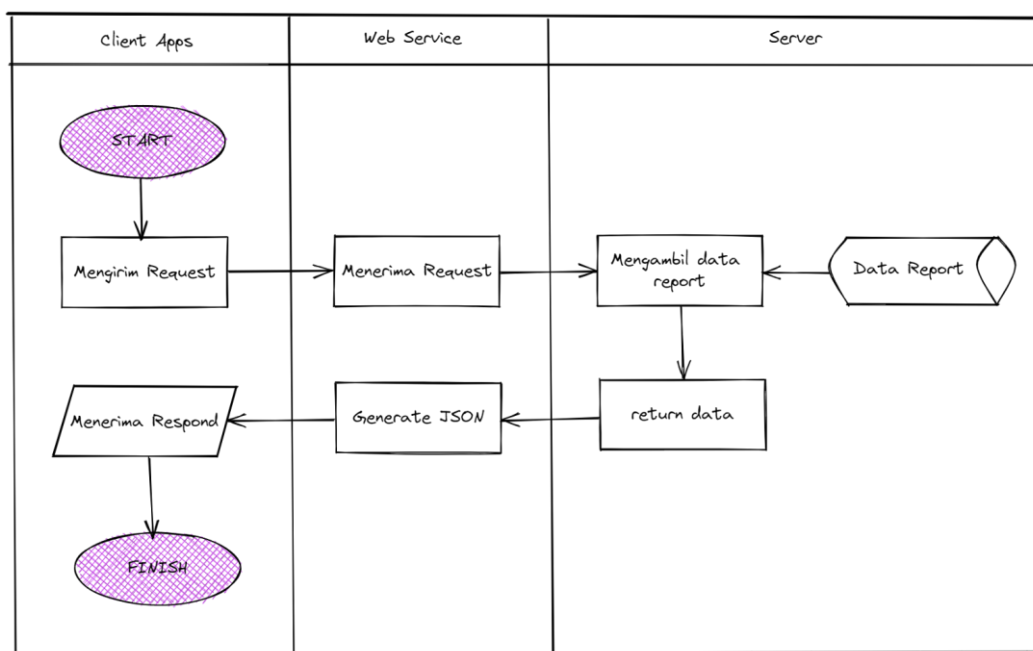 Client Apps
Web Service
Server
START
Mengirim Request
Menerima Request
Mengambil data
report
Data Report
Menerima Respond
Generate JSON
return data
FINISH